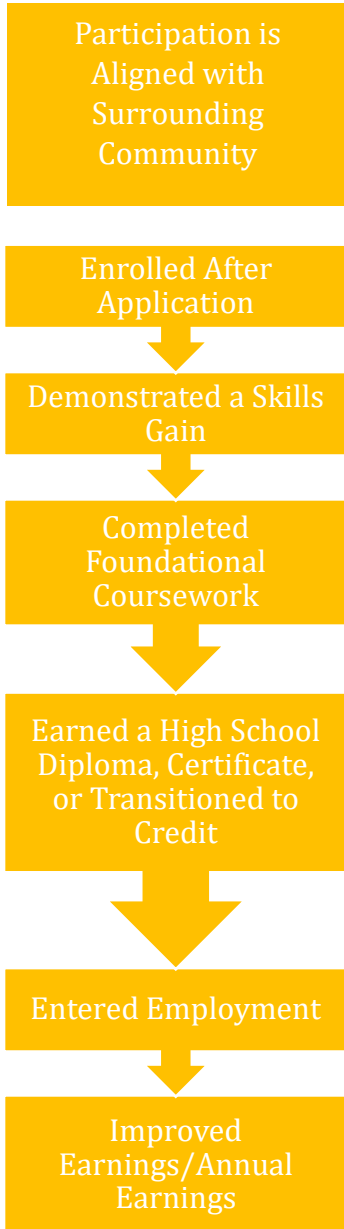 Participation is
Aligned with
Surrounding
Community
Enrolled After
Application
Demonstrated a Skills
Gain
Completed
Foundational
Coursework
Earned a High School
Diploma, Certificate,
or Transitioned to
Credit
Entered Employment
Improved
Earnings/Annual
Earnings